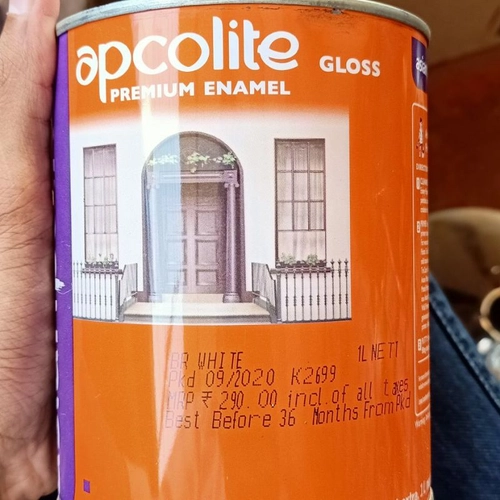 apcolite
GLOSS
PREMIUM ENAMEL
BR WHITE 1L NETT
Pkd 09/2020 K2699
MRP ₹ 290.00 incl.of all taxes
Best Before 36 Months From Pkd